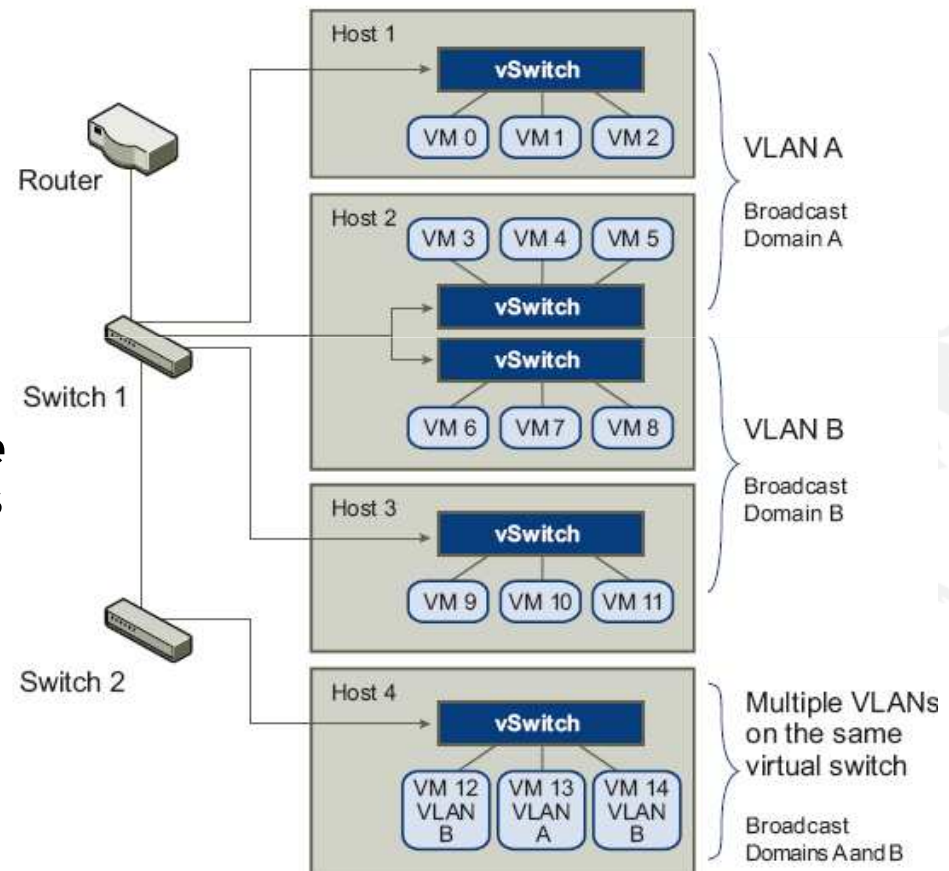 Host 1
vSwitch
VM 0 VM 1 VM 2
VLAN A
Broadcast
Domain A
Router
Host 2
VM 3 VM 4 VM 5
vSwitch
vSwitch
VM 6 VM 7 VM 8
VLAN B
Broadcast
Domain B
Switch 1
Host 3
vSwitch
VM 9 VM 10 VM 11
Switch 2
Host 4
vSwitch
VM 12
VLAN
B
VM 13
VLAN
A
VM 14
VLAN
B
Multiple VLANs
on the same
virtual switch
Broadcast
Domains A and B